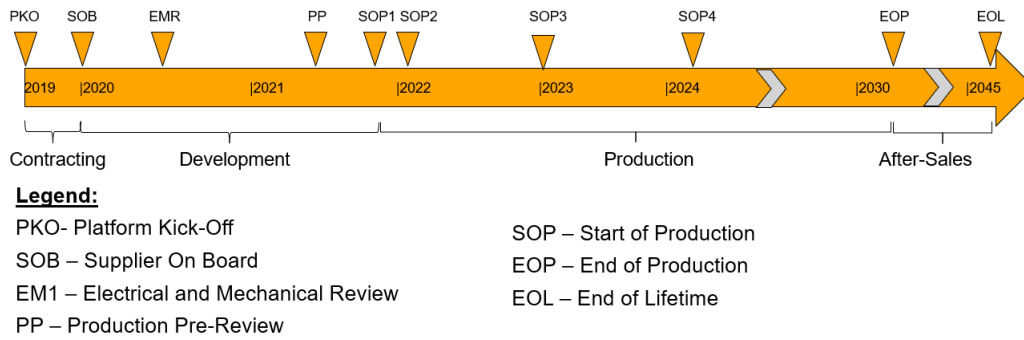 PKO SOB EMR PP SOP1 SOP2 SOP3 SOP4 EOP EOL
2019 |2020 |2021 |2022 |2023 |2024 |2030 |2045
Contracting Development Production After-Sales
Legend:
PKO- Platform Kick-Off
SOB – Supplier On Board
EM1 – Electrical and Mechanical Review
PP – Production Pre-Review
SOP – Start of Production
EOP – End of Production
EOL – End of Lifetime